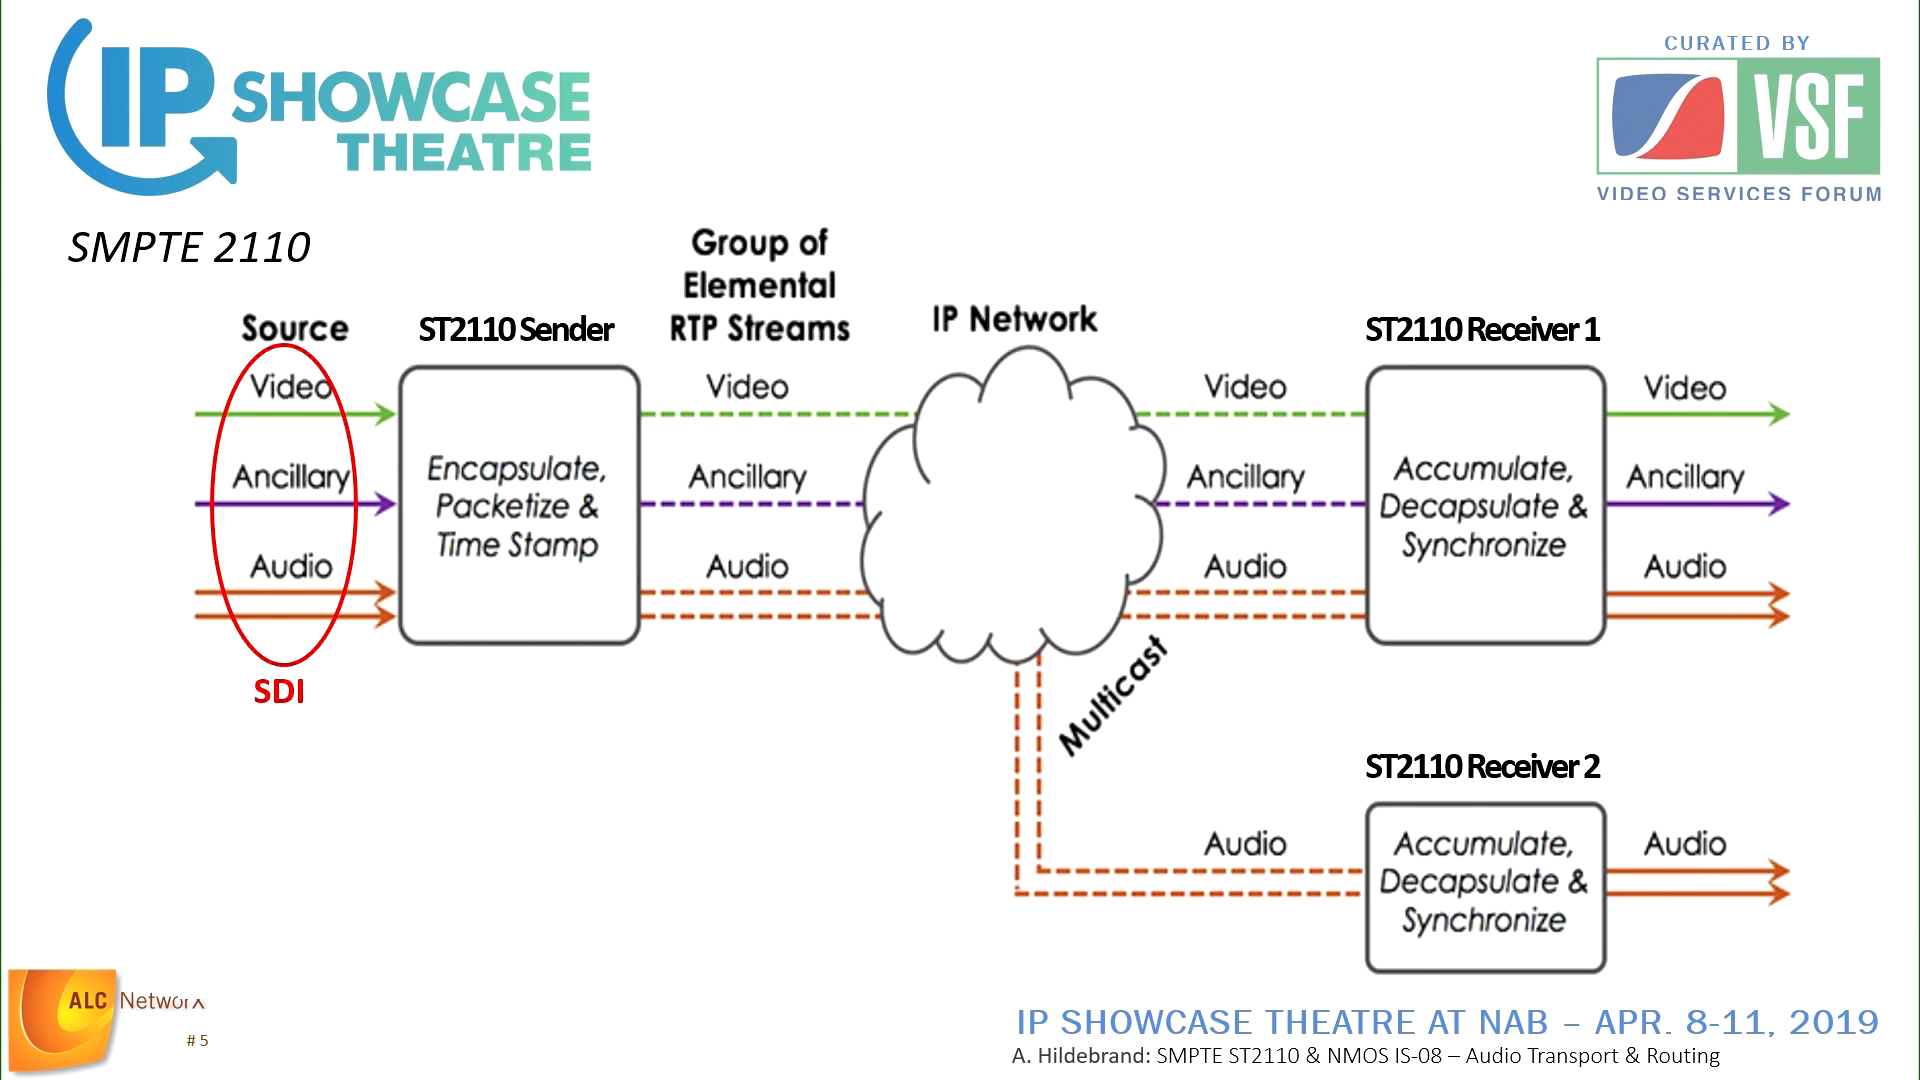 IP SHOWCASE
THEATRE
CURATED BY
VSF
VIDEO SERVICES FORUM
SMPTE 2110
Group of
Elemental
RTP Streams
Source
ST2110 Sender
IP Network
ST2110 Receiver 1
Video
Video
Video
Video
Ancillary
Ancillary
Ancillary
Ancillary
Audio
Audio
Audio
Audio
Encapsulate,
Packetize &
Time Stamp
Accumulate,
Decapsulate &
Synchronize
SDI
Multicast
ST2110 Receiver 2
Audio
Accumulate,
Decapsulate &
Synchronize
Audio
ALC
# 5
IP SHOWCASE THEATRE AT NAB – APR. 8-11, 2019
A. Hildebrand: SMPTE ST2110 & NMOS IS-08 – Audio Transport & Routing